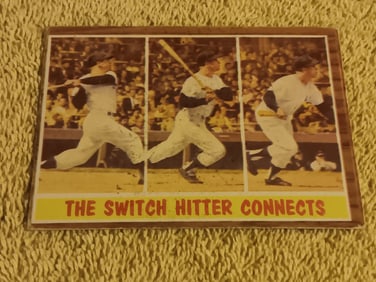 THE SWITCH HITTER CONNECTS